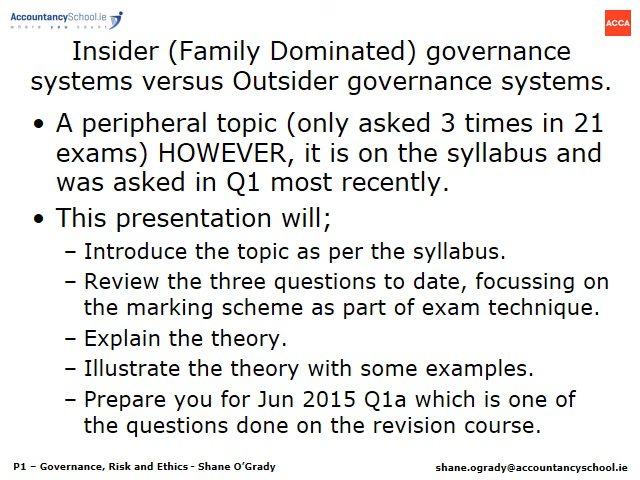 AccountancySchool.ie
where you count
ACCA
Insider (Family Dominated) governance
systems versus Outsider governance systems.
• A peripheral topic (only asked 3 times in 21
exams) HOWEVER, it is on the syllabus and
was asked in Q1 most recently.
• This presentation will;
– Introduce the topic as per the syllabus.
– Review the three questions to date, focussing on
the marking scheme as part of exam technique.
– Explain the theory.
– Illustrate the theory with some examples.
– Prepare you for Jun 2015 Q1a which is one of
the questions done on the revision course.
P1 – Governance, Risk and Ethics - Shane O'Grady
shane.ogrady@accountancyschool.ie